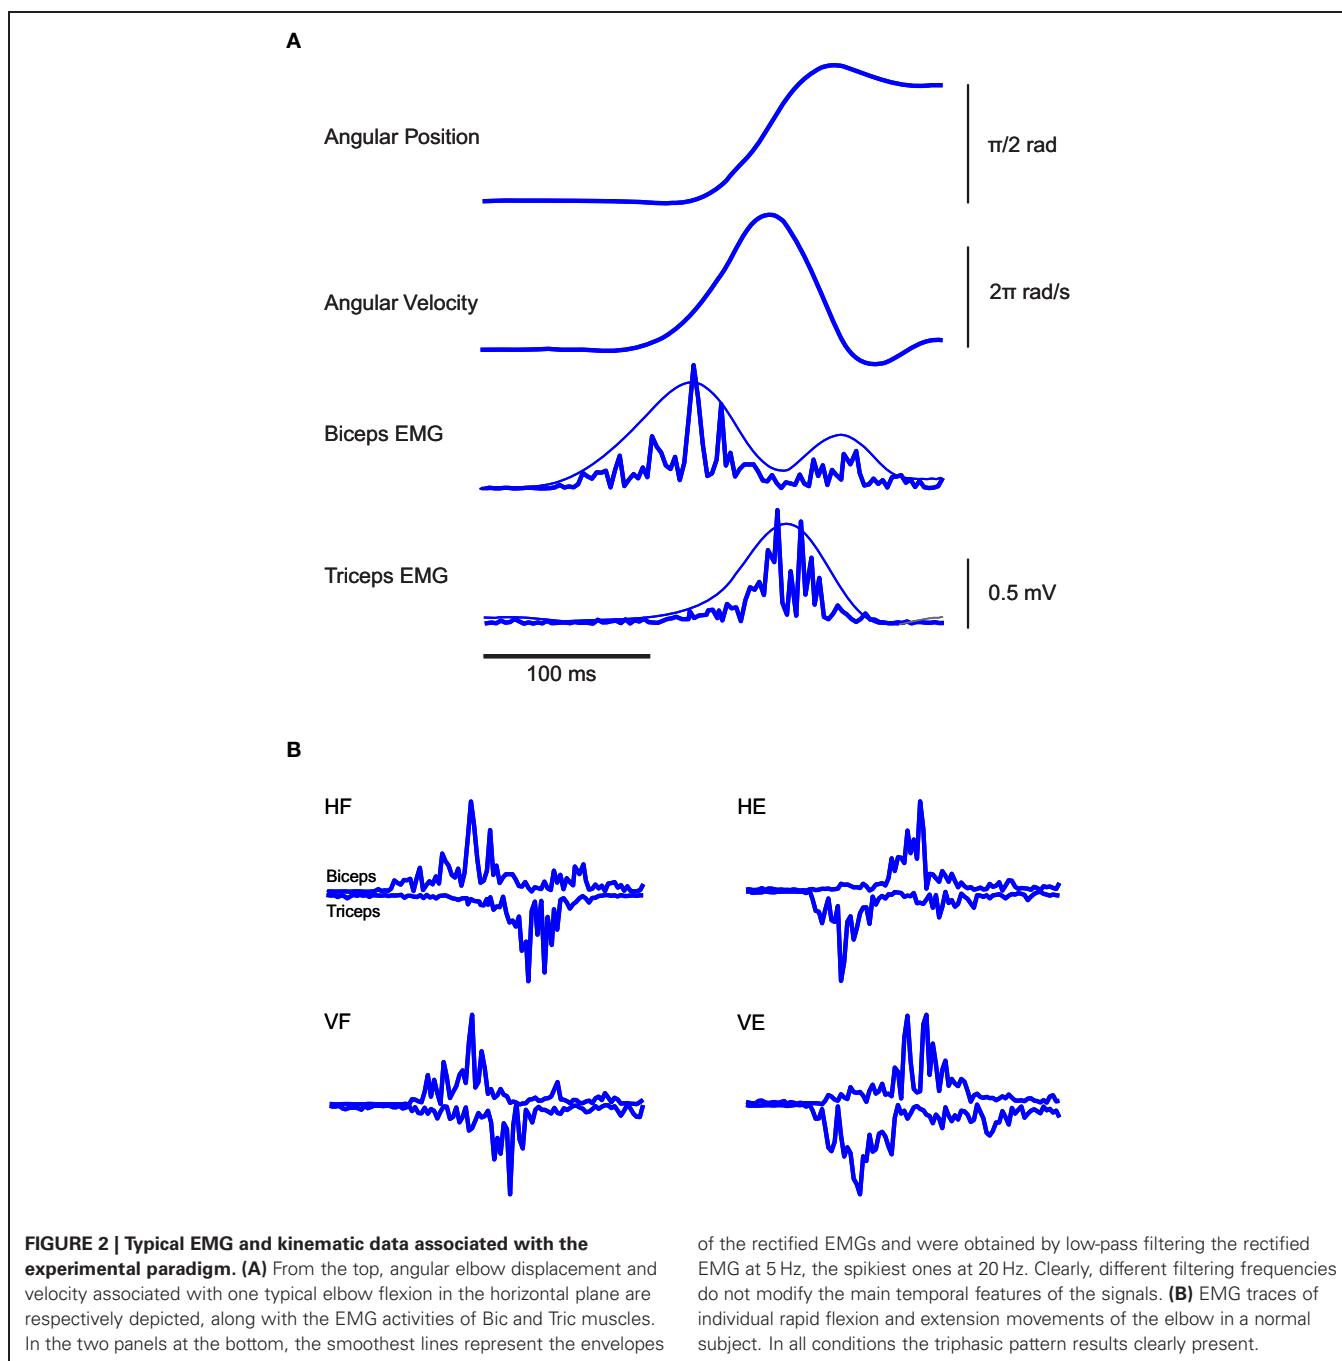 A
Angular Position
π/2 rad
Angular Velocity
2π rad/s
Biceps EMG
Triceps EMG
0.5 mV
100 ms
B
HF
HE
Biceps
Triceps
VF
VE
FIGURE 2 | Typical EMG and kinematic data associated with the
experimental paradigm. (A) From the top, angular elbow displacement and
velocity associated with one typical elbow flexion in the horizontal plane are
respectively depicted, along with the EMG activities of Bic and Tric muscles.
In the two panels at the bottom, the smoothest lines represent the envelopes
of the rectified EMGs and were obtained by low-pass filtering the rectified
EMG at 5 Hz, the spikiest ones at 20 Hz. Clearly, different filtering frequencies
do not modify the main temporal features of the signals. (B) EMG traces of
individual rapid flexion and extension movements of the elbow in a normal
subject. In all conditions the triphasic pattern results clearly present.